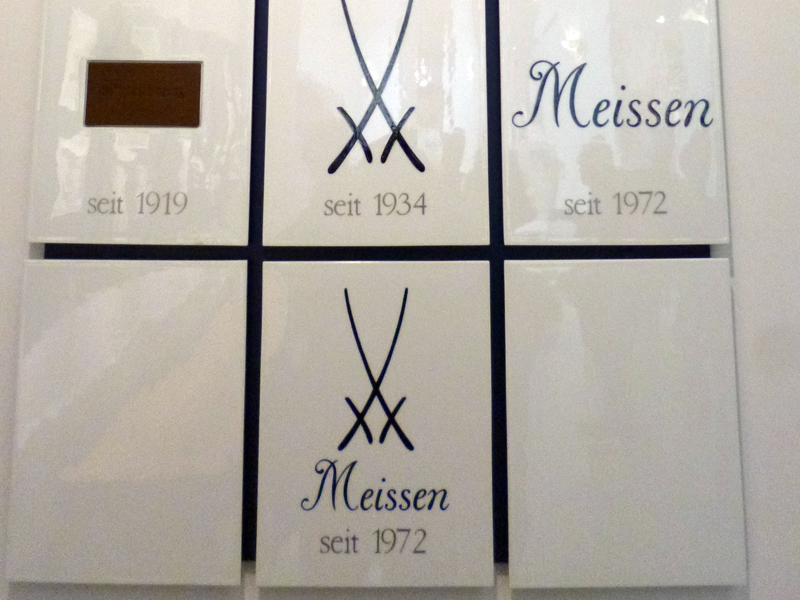 seit 1919
seit 1934
Meissen
seit 1972
Meissen
seit 1972